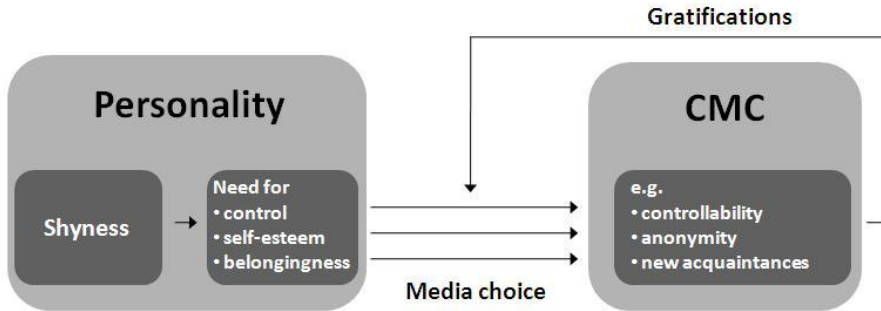 Gratifications
Personality
CMC
Shyness
Need for
• control
• self-esteem
• belongingness
e.g.
• controllability
• anonymity
• new acquaintances
Media choice